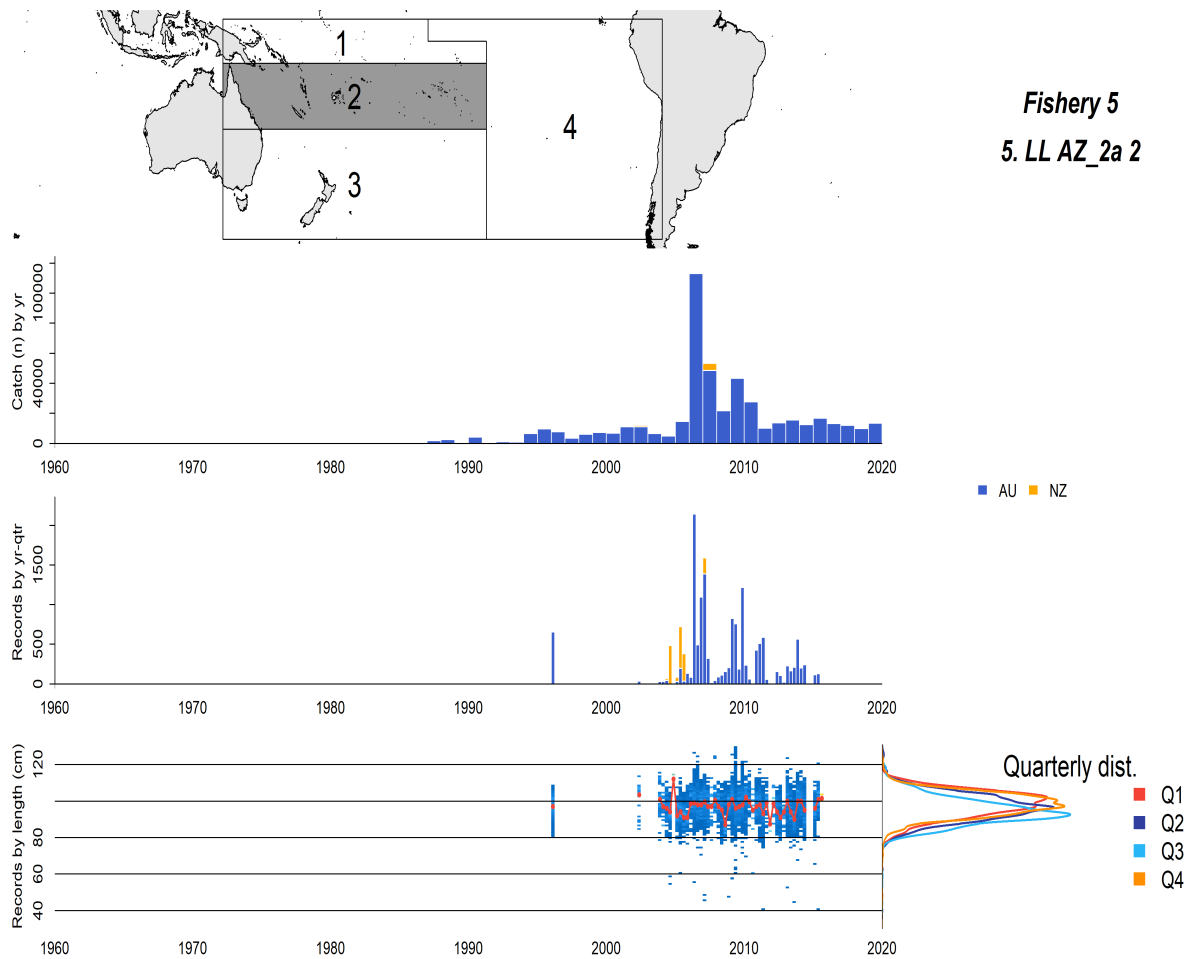 1
2
3
4
Fishery 5
5. LL AZ_2a 2
Catch (n) by yr
0 40000 100000
1960 1970 1980 1990 2000 2010 2020
AU NZ
Records by yr-qtr
0 500 1500
1960 1970 1980 1990 2000 2010 2020
Records by length (cm)
40 60 80 120
1960 1970 1980 1990 2000 2010 2020
Quarterly dist.
Q1
Q2
Q3
Q4